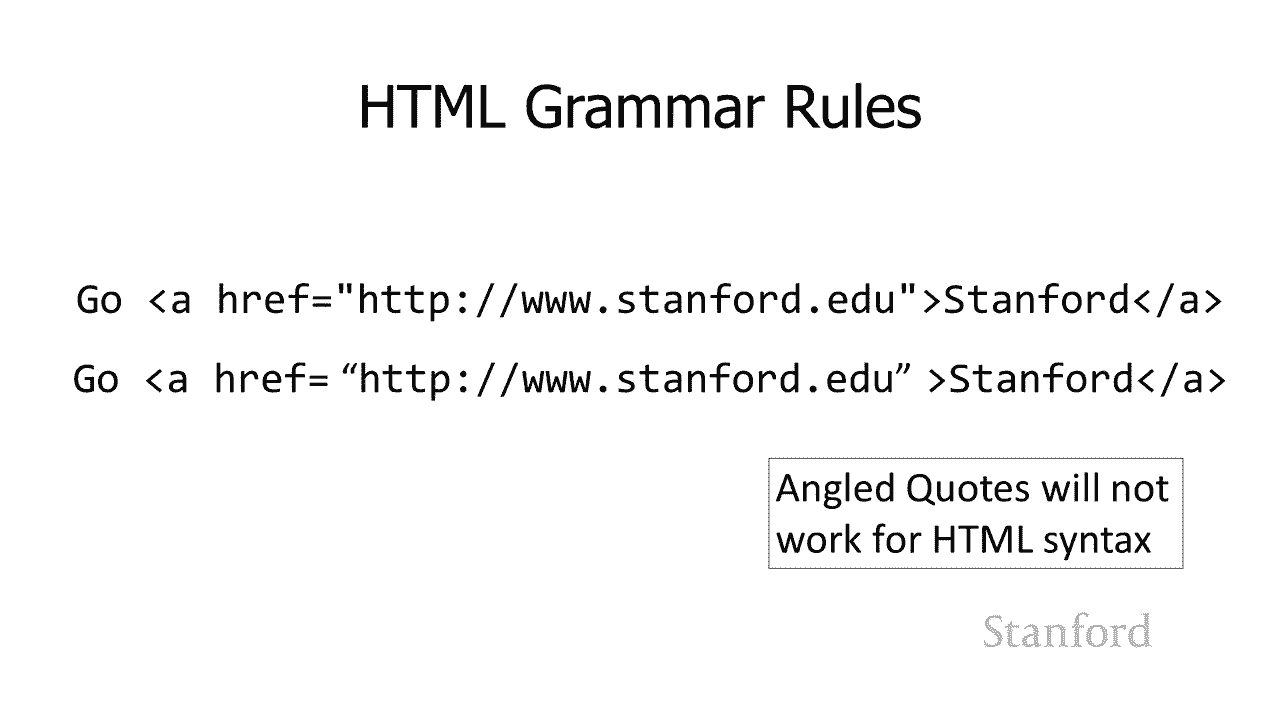 HTML Grammar Rules
Go <a href="http://www.stanford.edu">Stanford</a>
Go <a href= “http://www.stanford.edu” >Stanford</a>
Angled Quotes will not
work for HTML syntax
Stanford